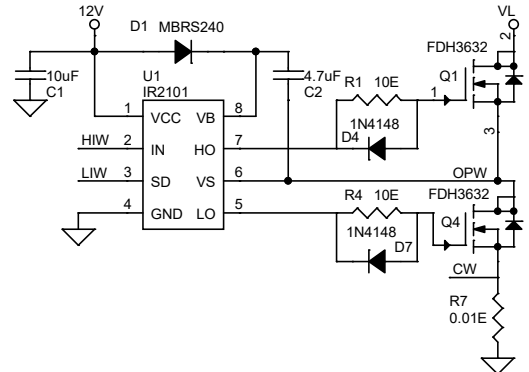 12V
D1 MBRS240
VL
2
FDH3632
10uF
C1
U1
IR2101
4.7uF
C2
R1 10E
Q1
1
1 VCC VB 8
1N4148
D4
3
HIW 2 IN HO 7
LIW 3 SD VS 6
OPW
4 GND LO 5
R4 10E
FDH3632
Q4
1N4148
D7
CW
R7
0.01E